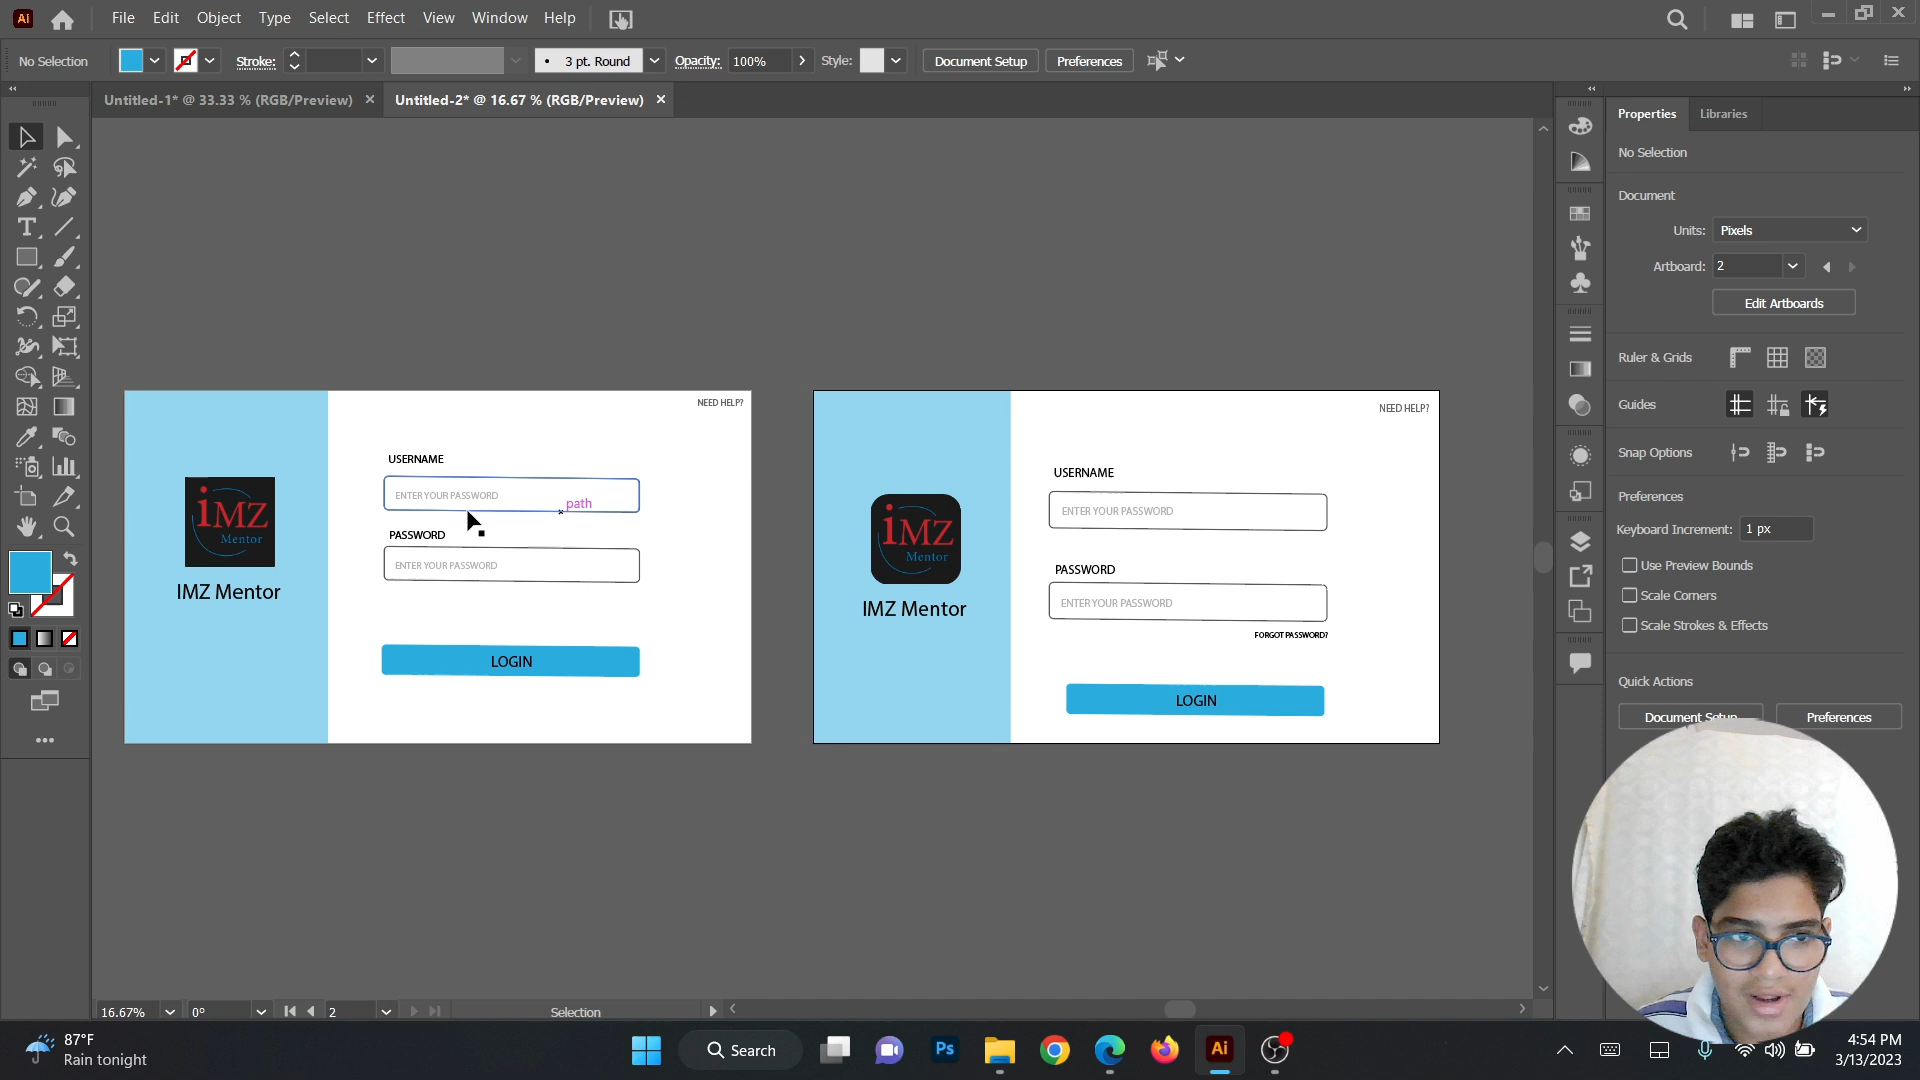 Ai File Edit Object Type Select Effect View Window Help
No Selection Stroke: 3 pt. Round Opacity: 100% Style: Document Setup Preferences
Untitled-1* @ 33.33 % (RGB/Preview) Untitled-2* @ 16.67 % (RGB/Preview)
Properties Libraries
No Selection
Document
Units: Pixels
Artboard: 2
Edit Artboards
Ruler & Grids
Guides
Snap Options
Preferences
Keyboard Increment: 1 px
Use Preview Bounds
Scale Corners
Scale Strokes & Effects
Quick Actions
Document Setup Preferences
NEED HELP?
USERNAME
ENTER YOUR PASSWORD
path
PASSWORD
ENTER YOUR PASSWORD
iMZ
Mentor
IMZ Mentor
LOGIN
NEED HELP?
USERNAME
ENTER YOUR PASSWORD
PASSWORD
ENTER YOUR PASSWORD
FORGOT PASSWORD?
iMZ
Mentor
IMZ Mentor
LOGIN
16.67% 0° 2 Selection
87°F
Rain tonight
Search
Ps
Ai
4:54 PM
3/13/2023